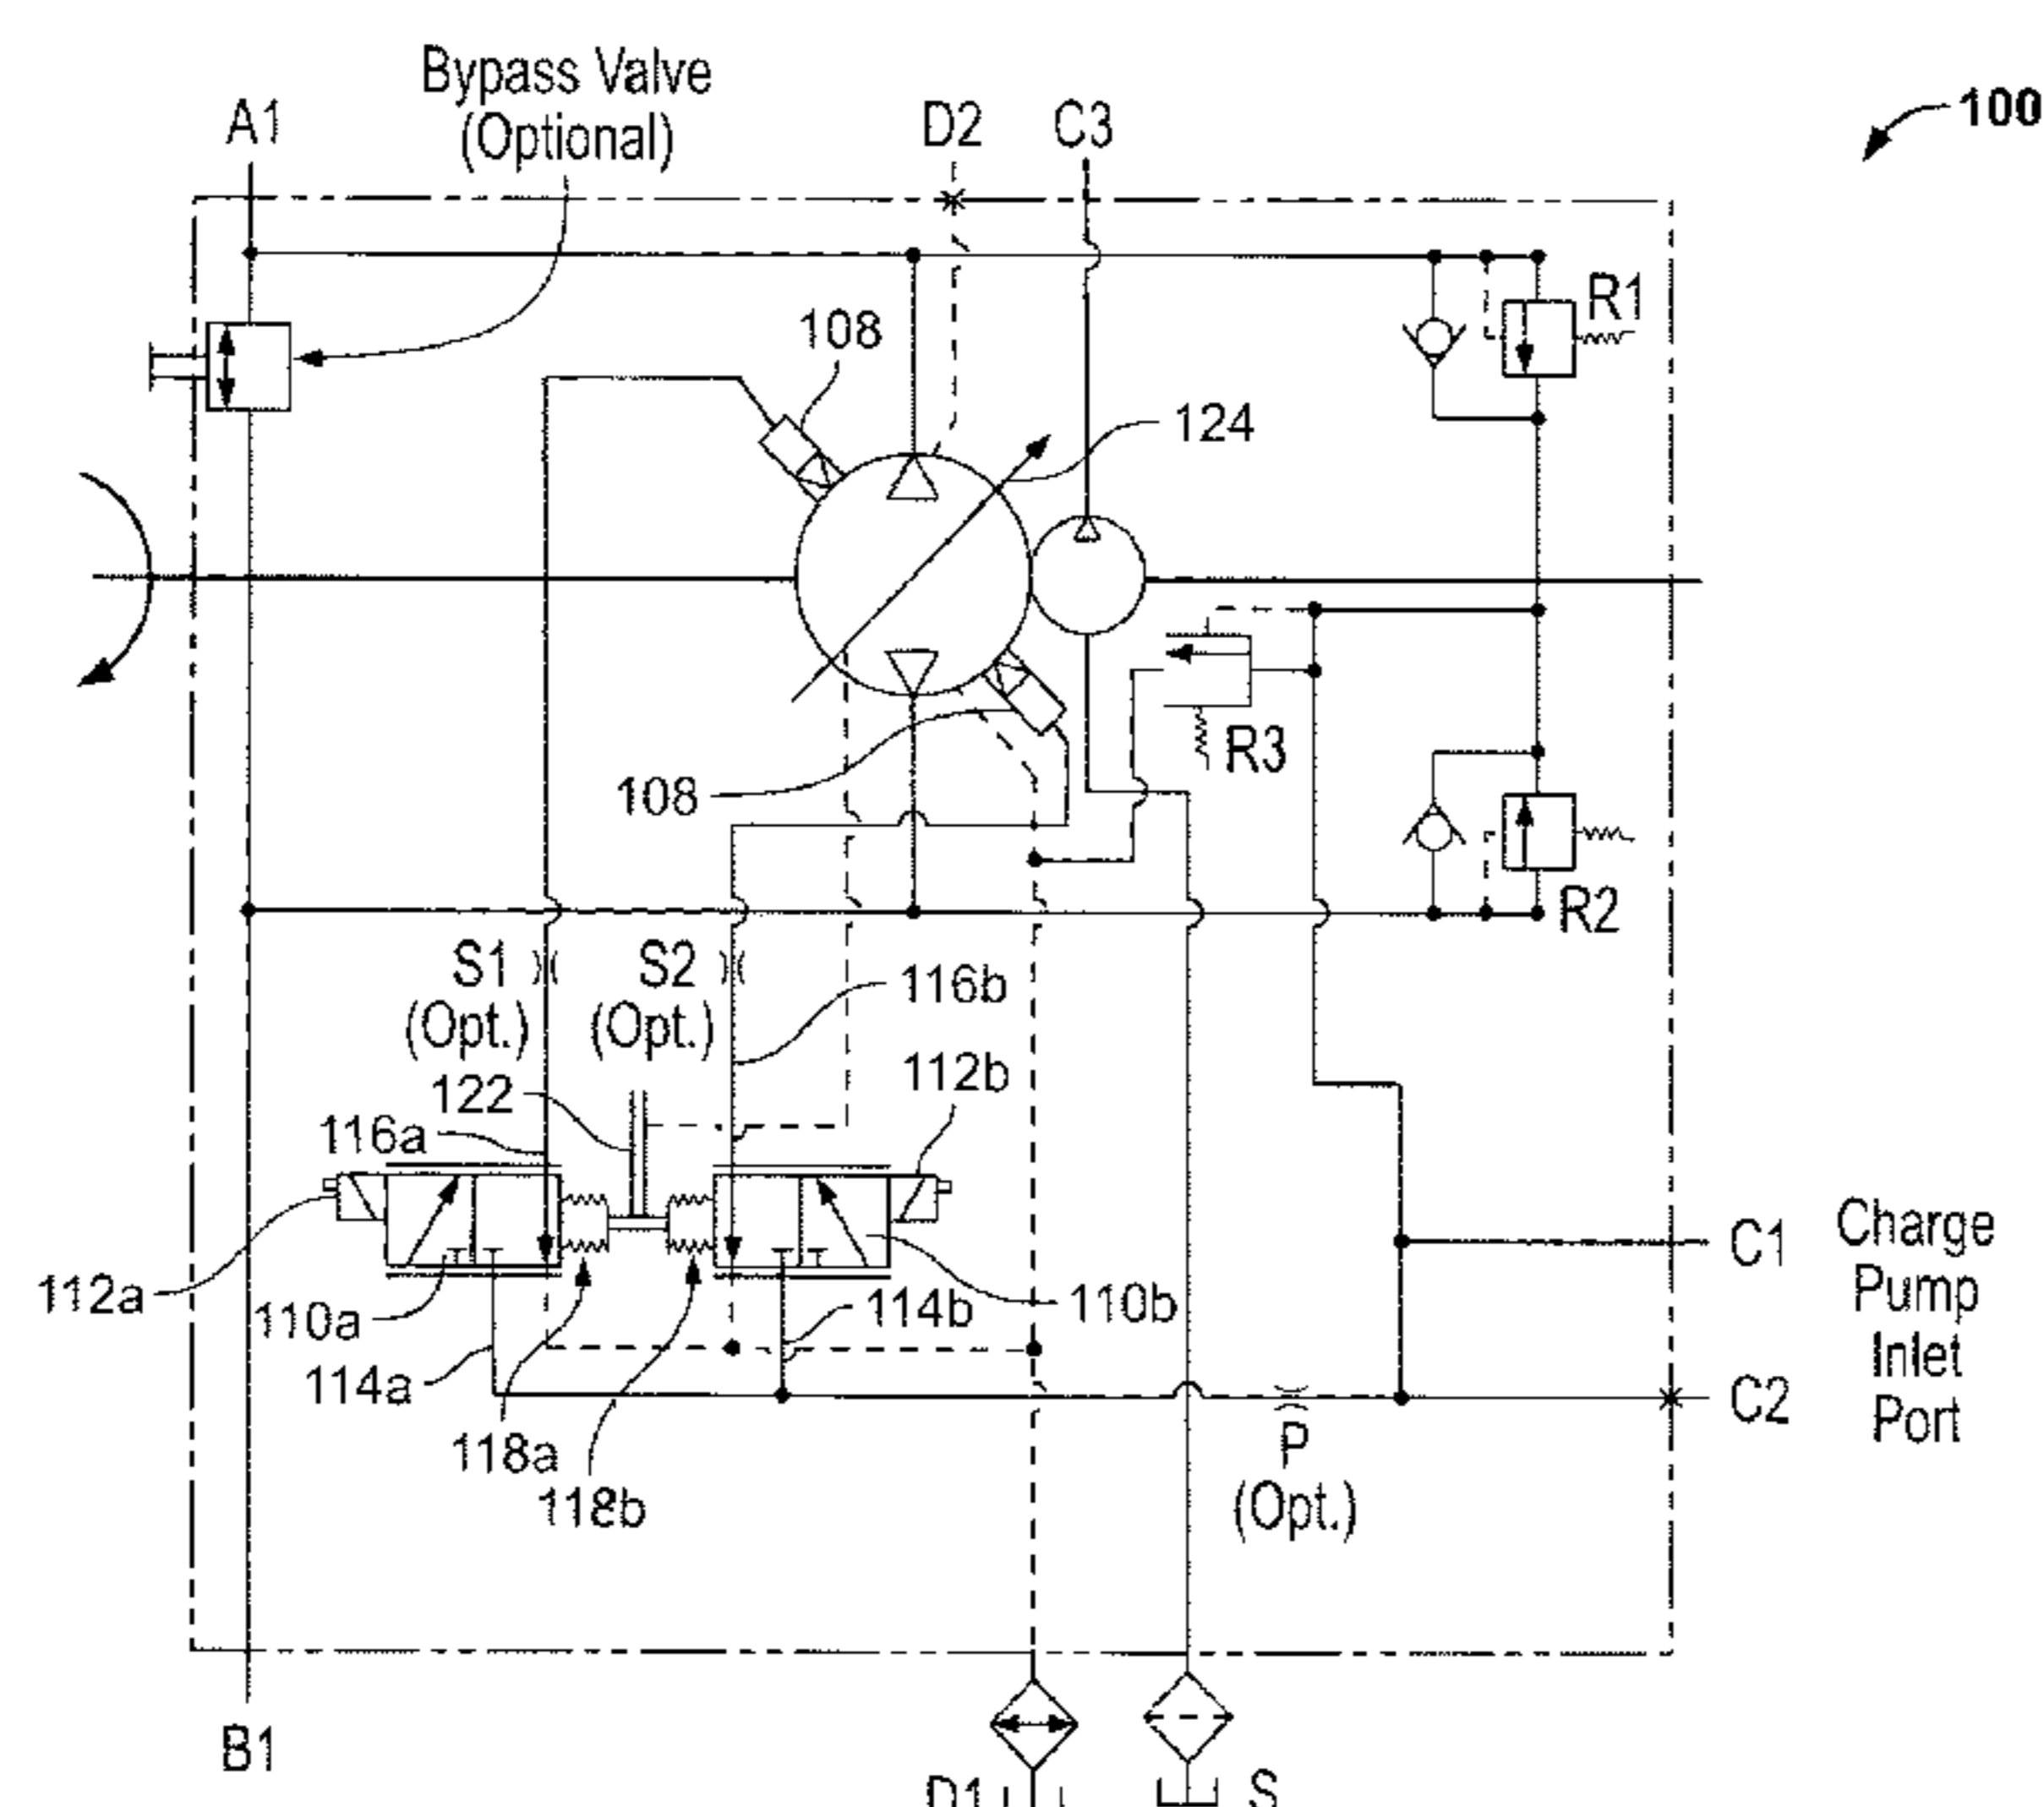 Bypass Valve
(Optional)
A1
D2
C3
100
R1
108
124
R3
108
R2
S1
(Opt.)
S2
(Opt.)
116b
122
112b
116a
112a
110a
114b
110b
114a
118a
118b
C1
Charge
Pump
Inlet
Port
C2
P
(Opt.)
B1
D1
S